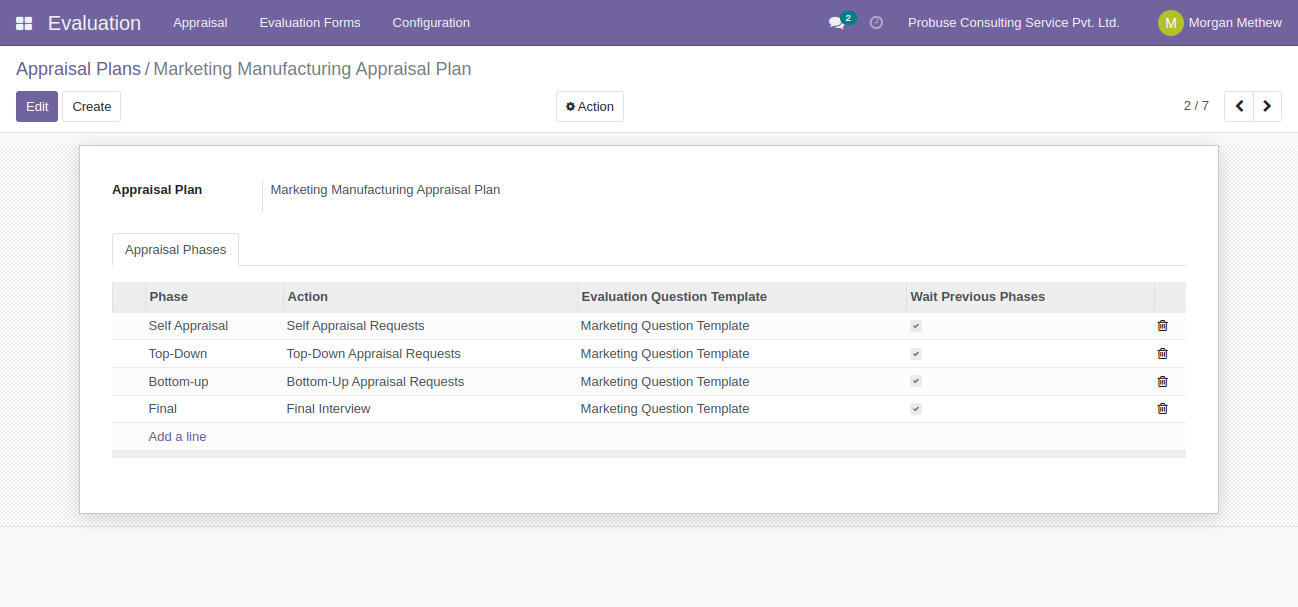 Evaluation Appraisal Evaluation Forms Configuration 2 Probuse Consulting Service Pvt. Ltd. M Morgan Methew
Appraisal Plans / Marketing Manufacturing Appraisal Plan
Edit Create Action 2 / 7
Appraisal Plan Marketing Manufacturing Appraisal Plan
Appraisal Phases
Phase Action Evaluation Question Template Wait Previous Phases
Self Appraisal Self Appraisal Requests Marketing Question Template
Top-Down Top-Down Appraisal Requests Marketing Question Template
Bottom-up Bottom-Up Appraisal Requests Marketing Question Template
Final Final Interview Marketing Question Template
Add a line